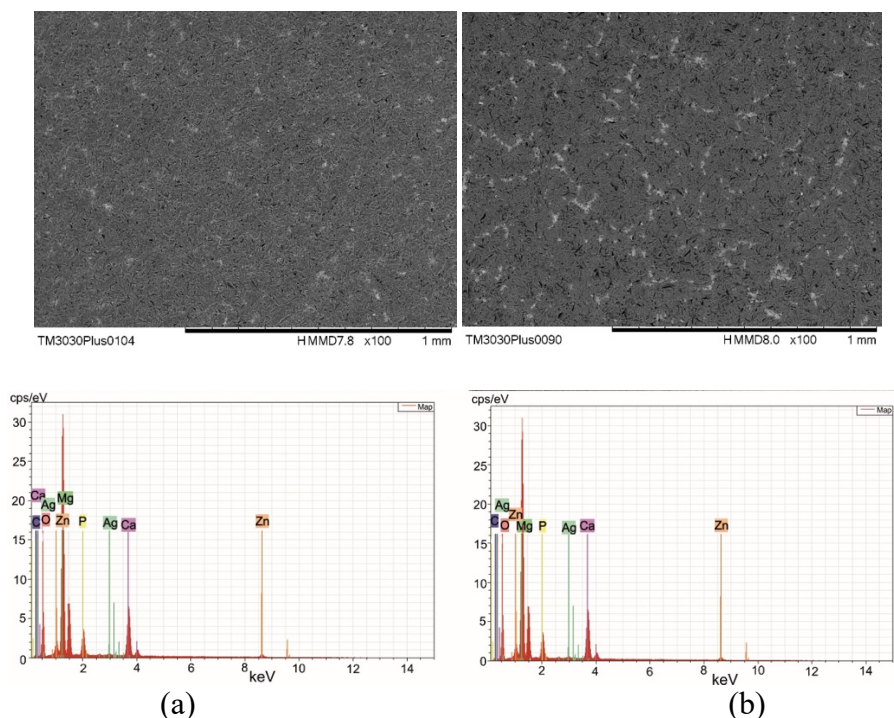 TM3030Plus0104 HMMD7.8 x100 1 mm
TM3030Plus0090 HMMD8.0 x100 1 mm
cps/eV
Map
30
25
20
15
10
5
0
Ca
Ag
Mg
C
O
Zn
P
Ag
Ca
Zn
2 4 6 8 10 12 14
keV
(a)
cps/eV
Map
30
25
20
15
10
5
0
Ag
Zn
C
O
Mg
P
Ag
Ca
Zn
2 4 6 8 10 12 14
keV
(b)